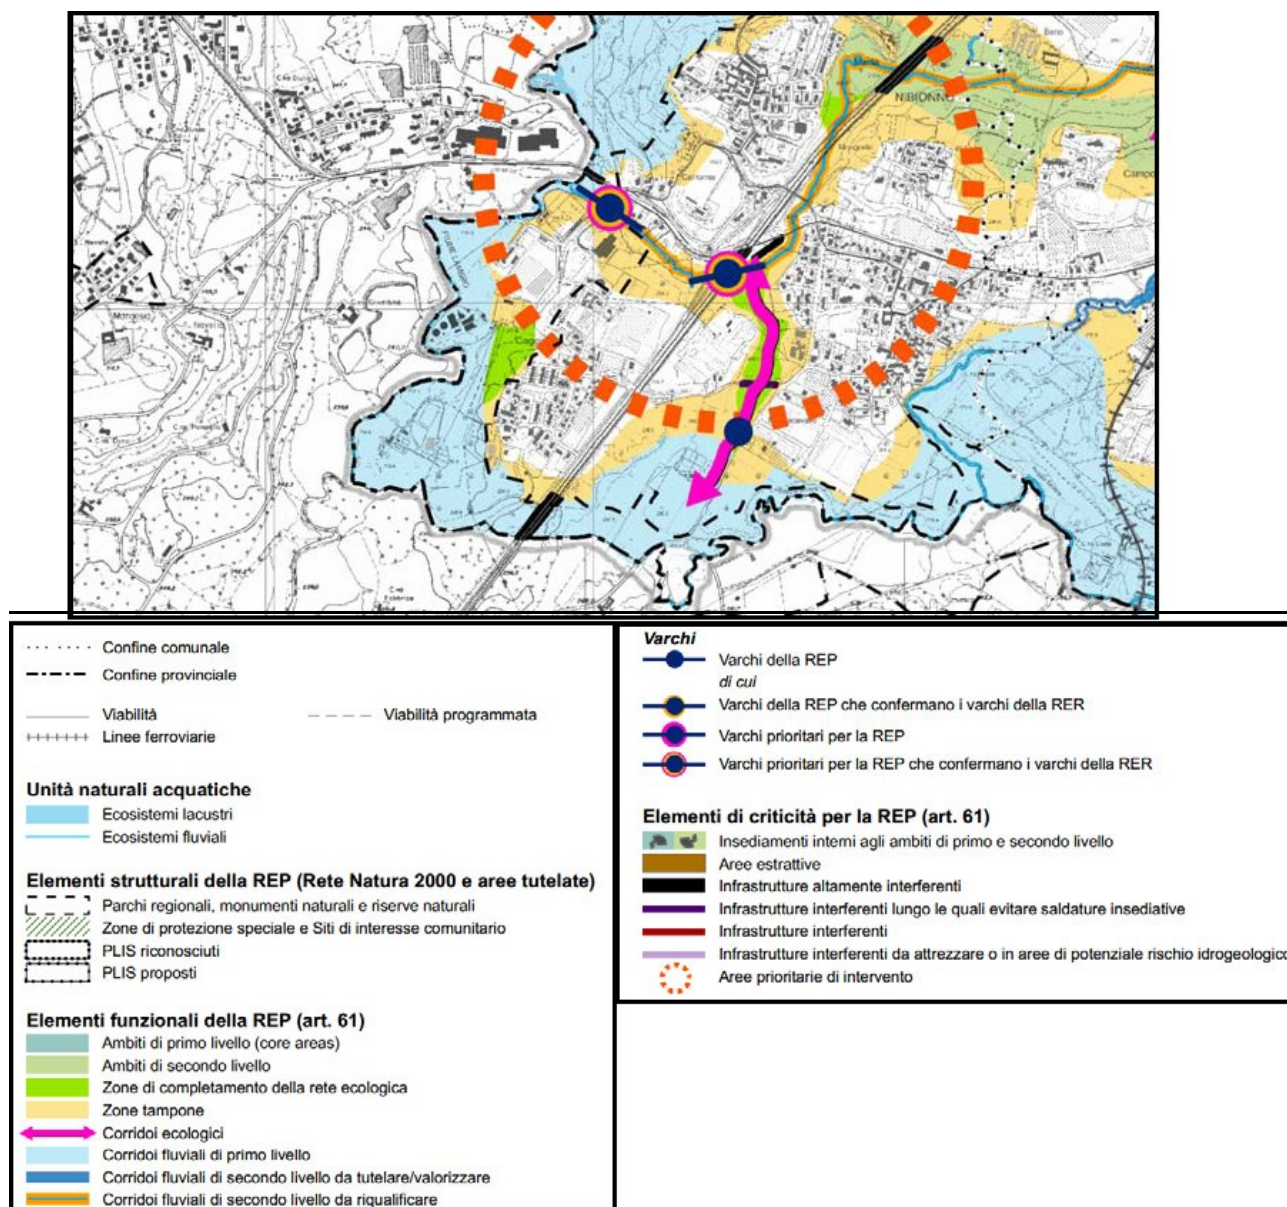 NIBIONNO
FIUME LAMBRO
Confine comunale
Confine provinciale
Viabilità
Viabilità programmata
Linee ferroviarie
Unità naturali acquatiche
Ecosistemi lacustri
Ecosistemi fluviali
Elementi strutturali della REP (Rete Natura 2000 e aree tutelate)
Parchi regionali, monumenti naturali e riserve naturali
Zone di protezione speciale e Siti di interesse comunitario
PLIS riconosciuti
PLIS proposti
Elementi funzionali della REP (art. 61)
Ambiti di primo livello (core areas)
Ambiti di secondo livello
Zone di completamento della rete ecologica
Zone tampone
Corridoi ecologici
Corridoi fluviali di primo livello
Corridoi fluviali di secondo livello da tutelare/valorizzare
Corridoi fluviali di secondo livello da riqualificare
Varchi
Varchi della REP
di cui
Varchi della REP che confermano i varchi della RER
Varchi prioritari per la REP
Varchi prioritari per la REP che confermano i varchi della RER
Elementi di criticità per la REP (art. 61)
Insediamenti interni agli ambiti di primo e secondo livello
Aree estrattive
Infrastrutture altamente interferenti
Infrastrutture interferenti lungo le quali evitare saldature insediative
Infrastrutture interferenti
Infrastrutture interferenti da attrezzare o in aree di potenziale rischio idrogeologico
Aree prioritarie di intervento